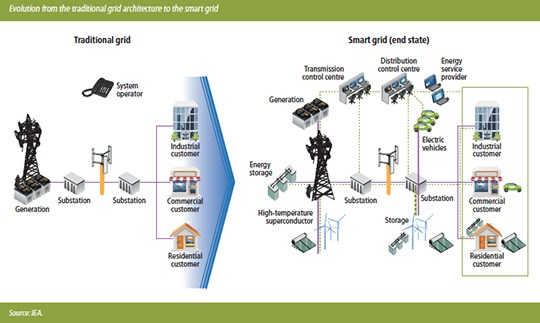 Evolution from the traditional grid architecture to the smart grid
Traditional grid
System
operator
Industrial
customer
Generation
Substation
Substation
Commercial
customer
Residential
customer
Smart grid (end state)
Transmission
control centre
Distribution
control centre
Energy
service
provider
Generation
Electric
vehicles
Industrial
customer
Energy
storage
Substation
Substation
Commercial
customer
High-temperature
superconductor
Storage
Residential
customer
Source: IEA.